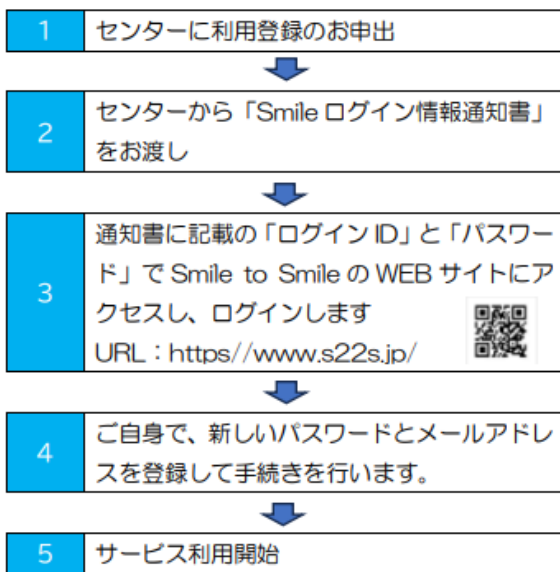 1
センターに利用登録のお申出
2
センターから「Smile ログイン情報通知書」
をお渡し
3
通知書に記載の「ログイン ID」と「パスワー
ド」で Smile to Smile の WEB サイトにア
クセスし、ログインします
URL：https//www.s22s.jp/
4
ご自身で、新しいパスワードとメールアドレ
スを登録して手続きを行います。
5
サービス利用開始